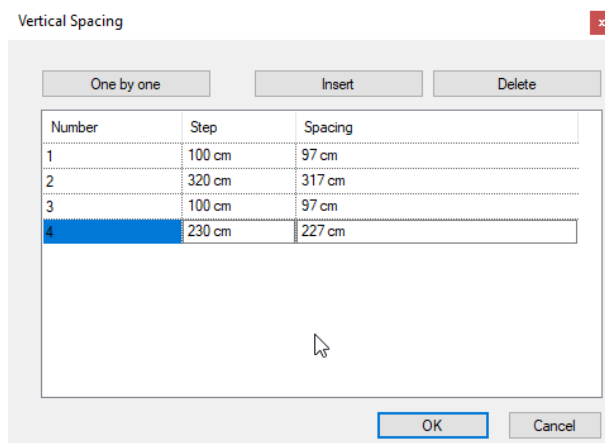 Vertical Spacing
x
One by one Insert Delete
Number Step Spacing
1 100 cm 97 cm
2 320 cm 317 cm
3 100 cm 97 cm
4 230 cm 227 cm
OK Cancel